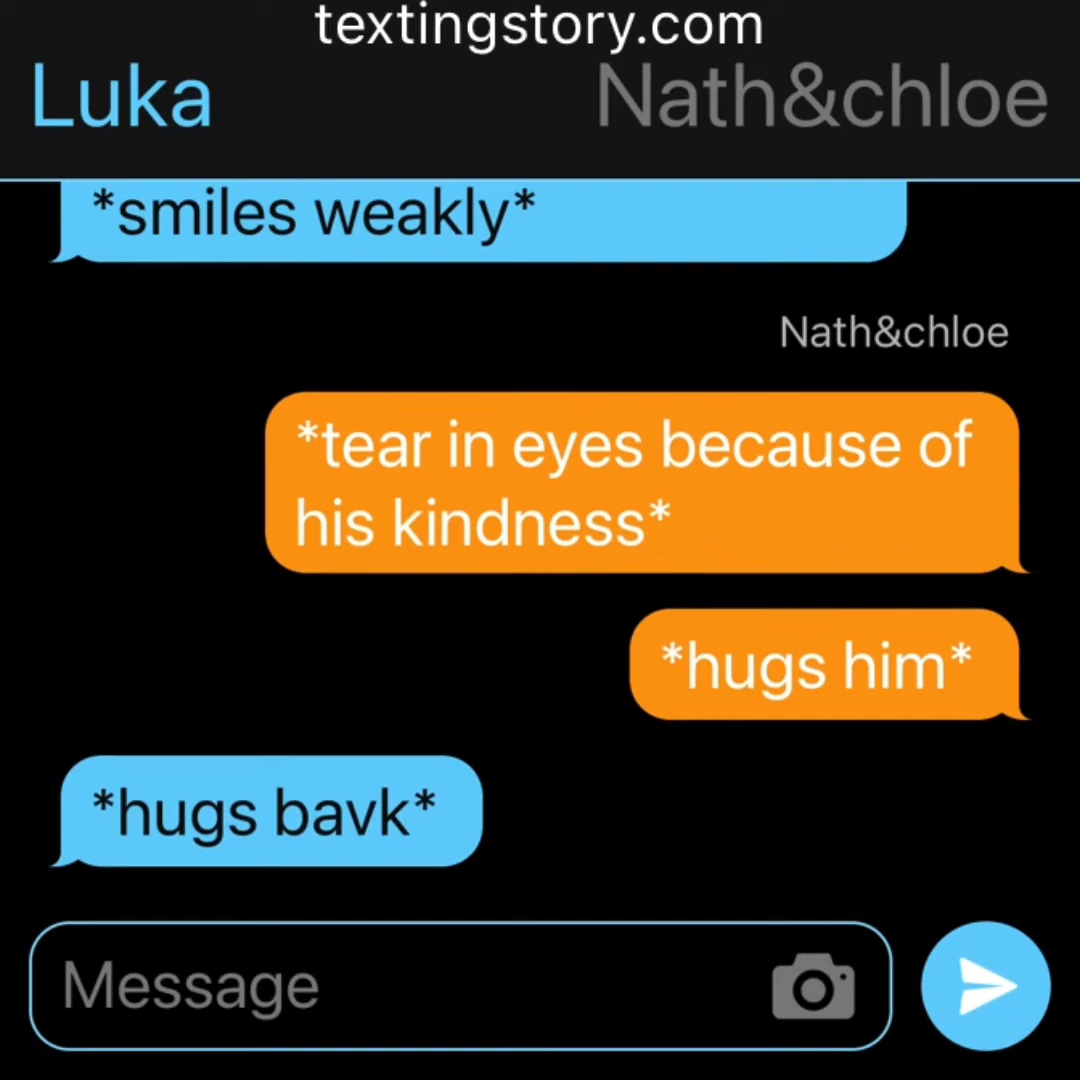 textingstory.com
Luka
Nath&chloe
*smiles weakly*
Nath&chloe
*tear in eyes because of
his kindness*
*hugs him*
*hugs bavk*
Message